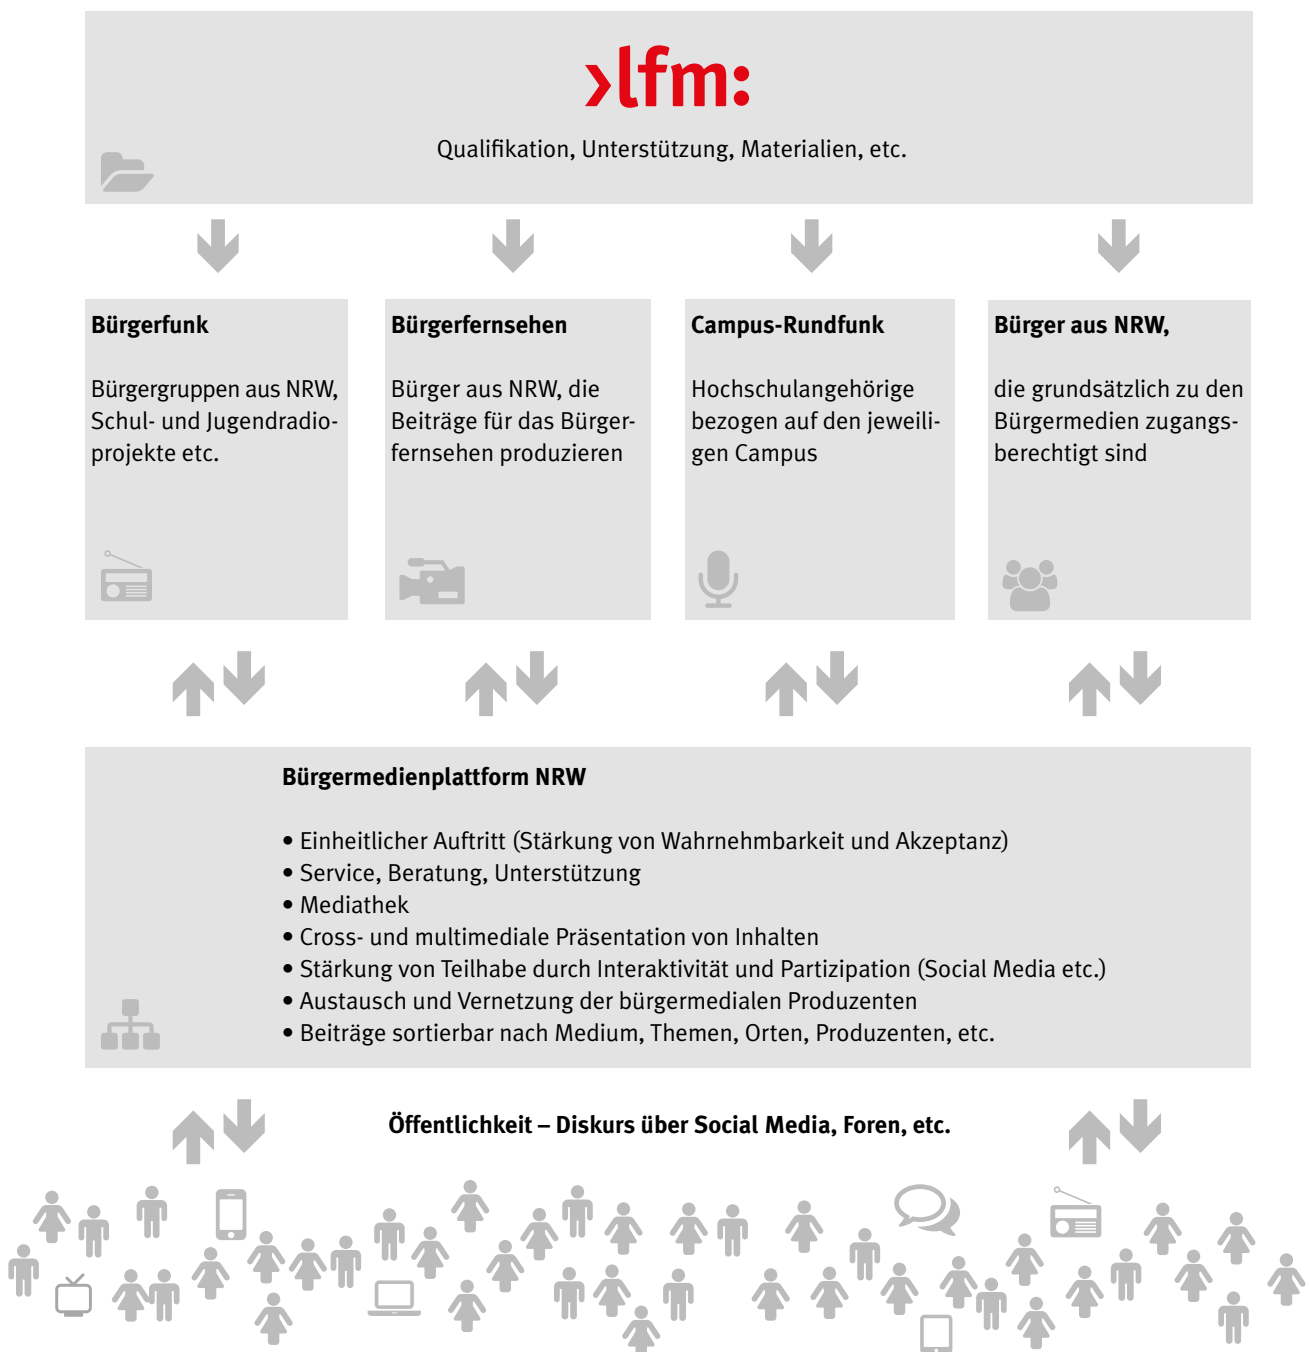 ›lfm:
Qualifikation, Unterstützung, Materialien, etc.
Bürgerfunk
Bürgergruppen aus NRW,
Schul- und Jugendradio-
projekte etc.
Bürgerfernsehen
Bürger aus NRW, die
Beiträge für das Bürger-
fernsehen produzieren
Campus-Rundfunk
Hochschulangehörige
bezogen auf den jeweili-
gen Campus
Bürger aus NRW,
die grundsätzlich zu den
Bürgermedien zugangs-
berechtigt sind
Bürgermedienplattform NRW
• Einheitlicher Auftritt (Stärkung von Wahrnehmbarkeit und Akzeptanz)
• Service, Beratung, Unterstützung
• Mediathek
• Cross- und multimediale Präsentation von Inhalten
• Stärkung von Teilhabe durch Interaktivität und Partizipation (Social Media etc.)
• Austausch und Vernetzung der bürgermedialen Produzenten
• Beiträge sortierbar nach Medium, Themen, Orten, Produzenten, etc.
Öffentlichkeit – Diskurs über Social Media, Foren, etc.